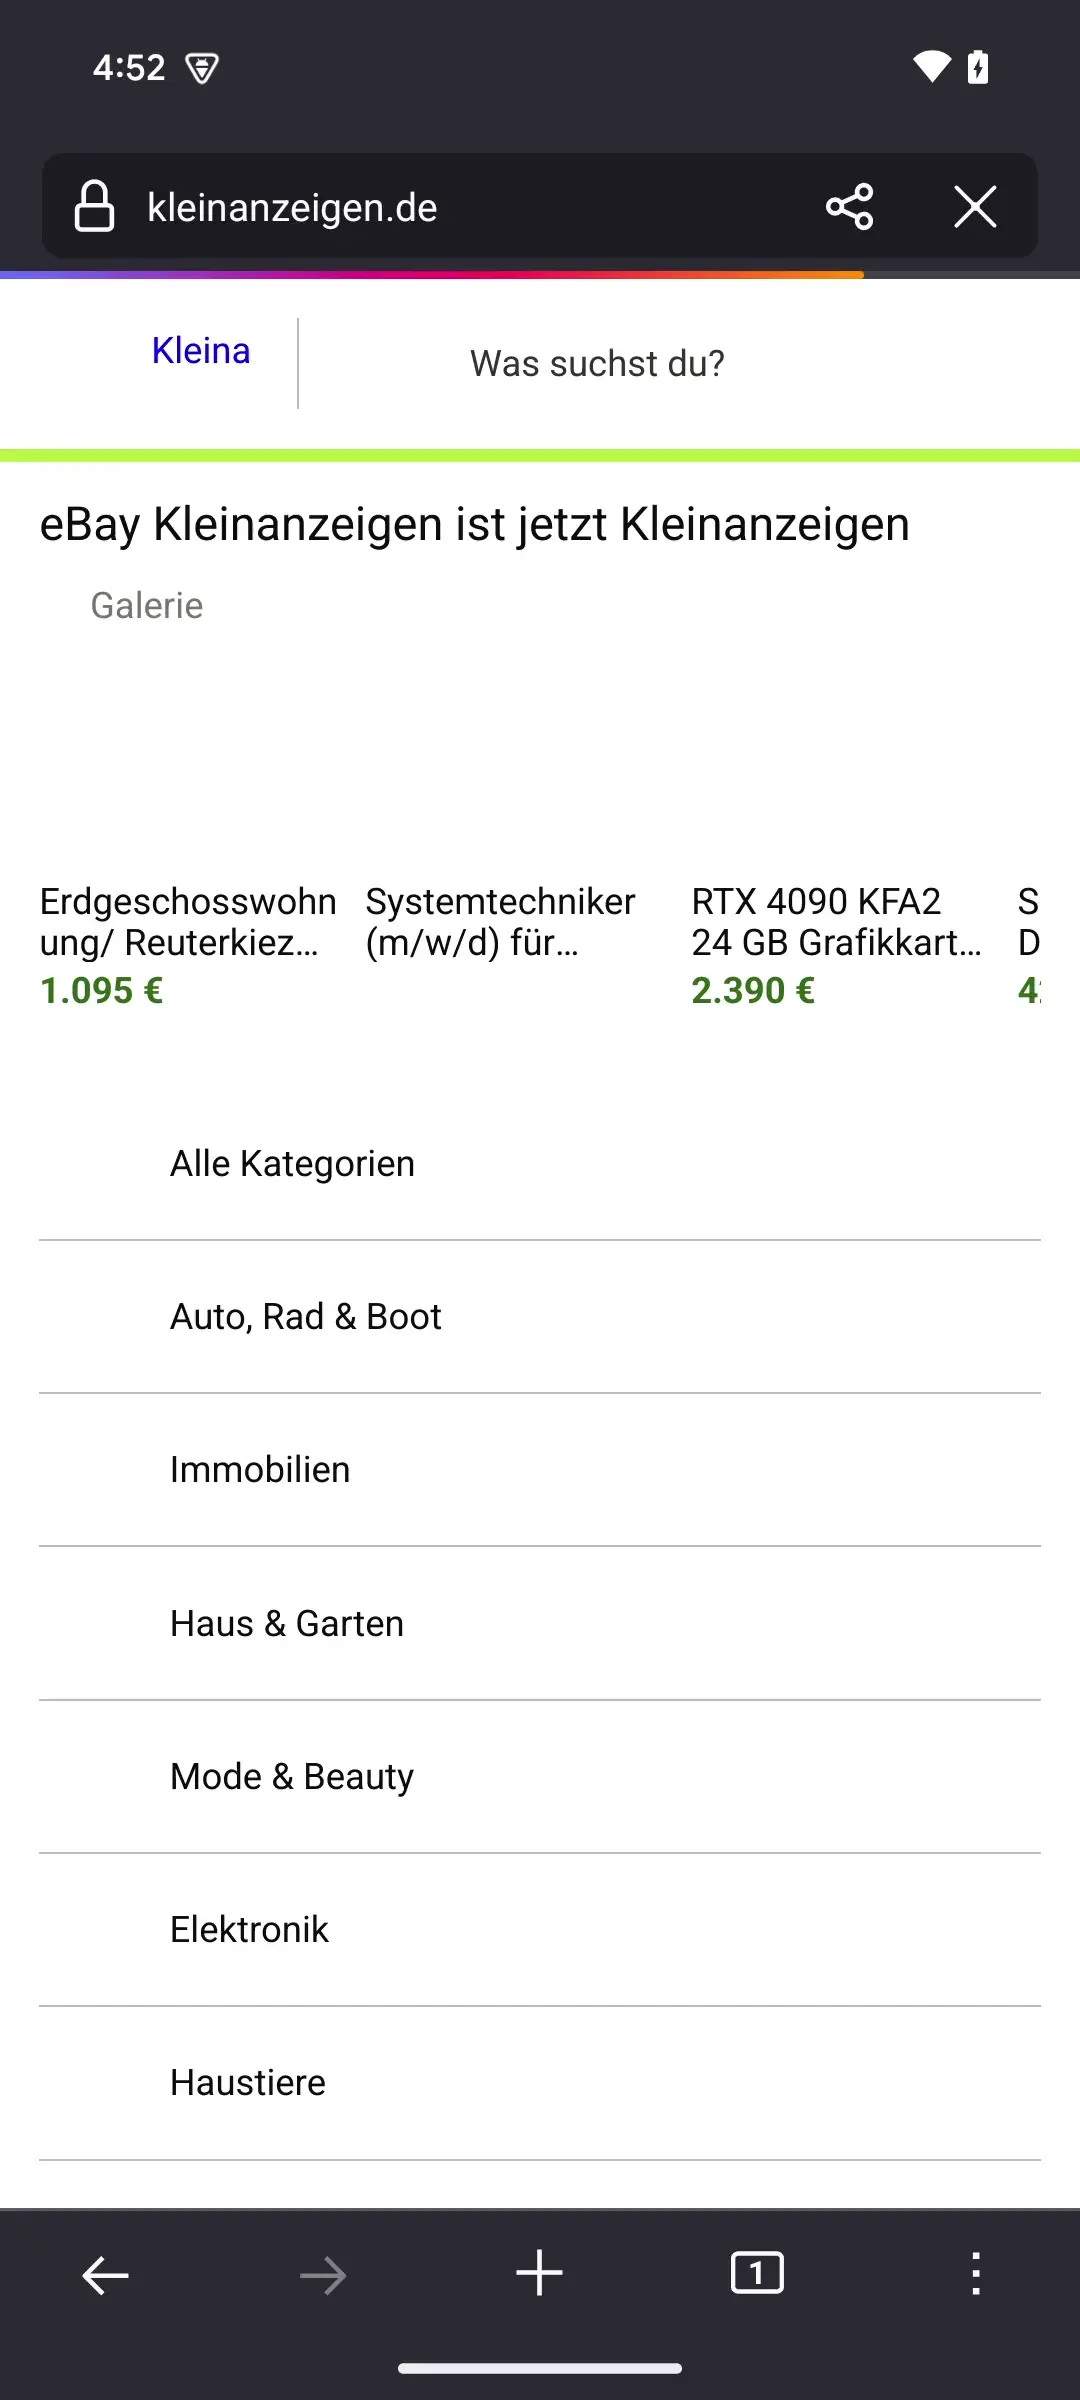 4:52
kleinanzeigen.de
Kleina
Was suchst du?
eBay Kleinanzeigen ist jetzt Kleinanzeigen
Galerie
Erdgeschosswohn
ung/ Reuterkiez…
1.095 €
Systemtechniker
(m/w/d) für…
RTX 4090 KFA2
24 GB Grafikkart…
2.390 €
S
D
4
Alle Kategorien
Auto, Rad & Boot
Immobilien
Haus & Garten
Mode & Beauty
Elektronik
Haustiere
1